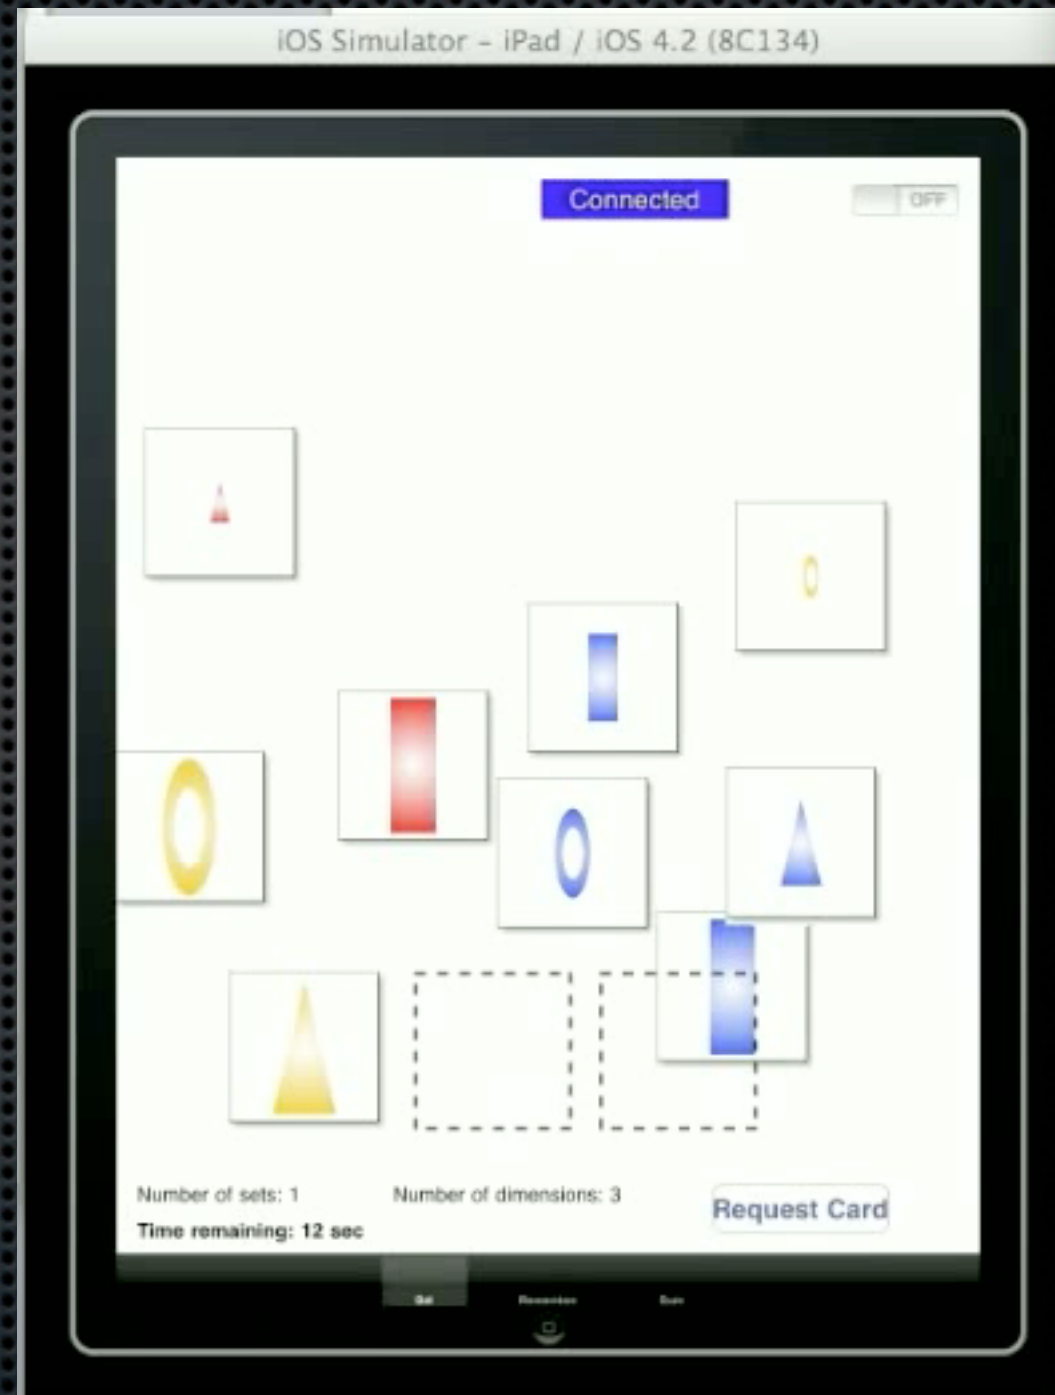 iOS Simulator - iPad / iOS 4.2 (8C134)
Connected
OFF
Number of sets: 1
Number of dimensions: 3
Request Card
Time remaining: 12 sec
Set